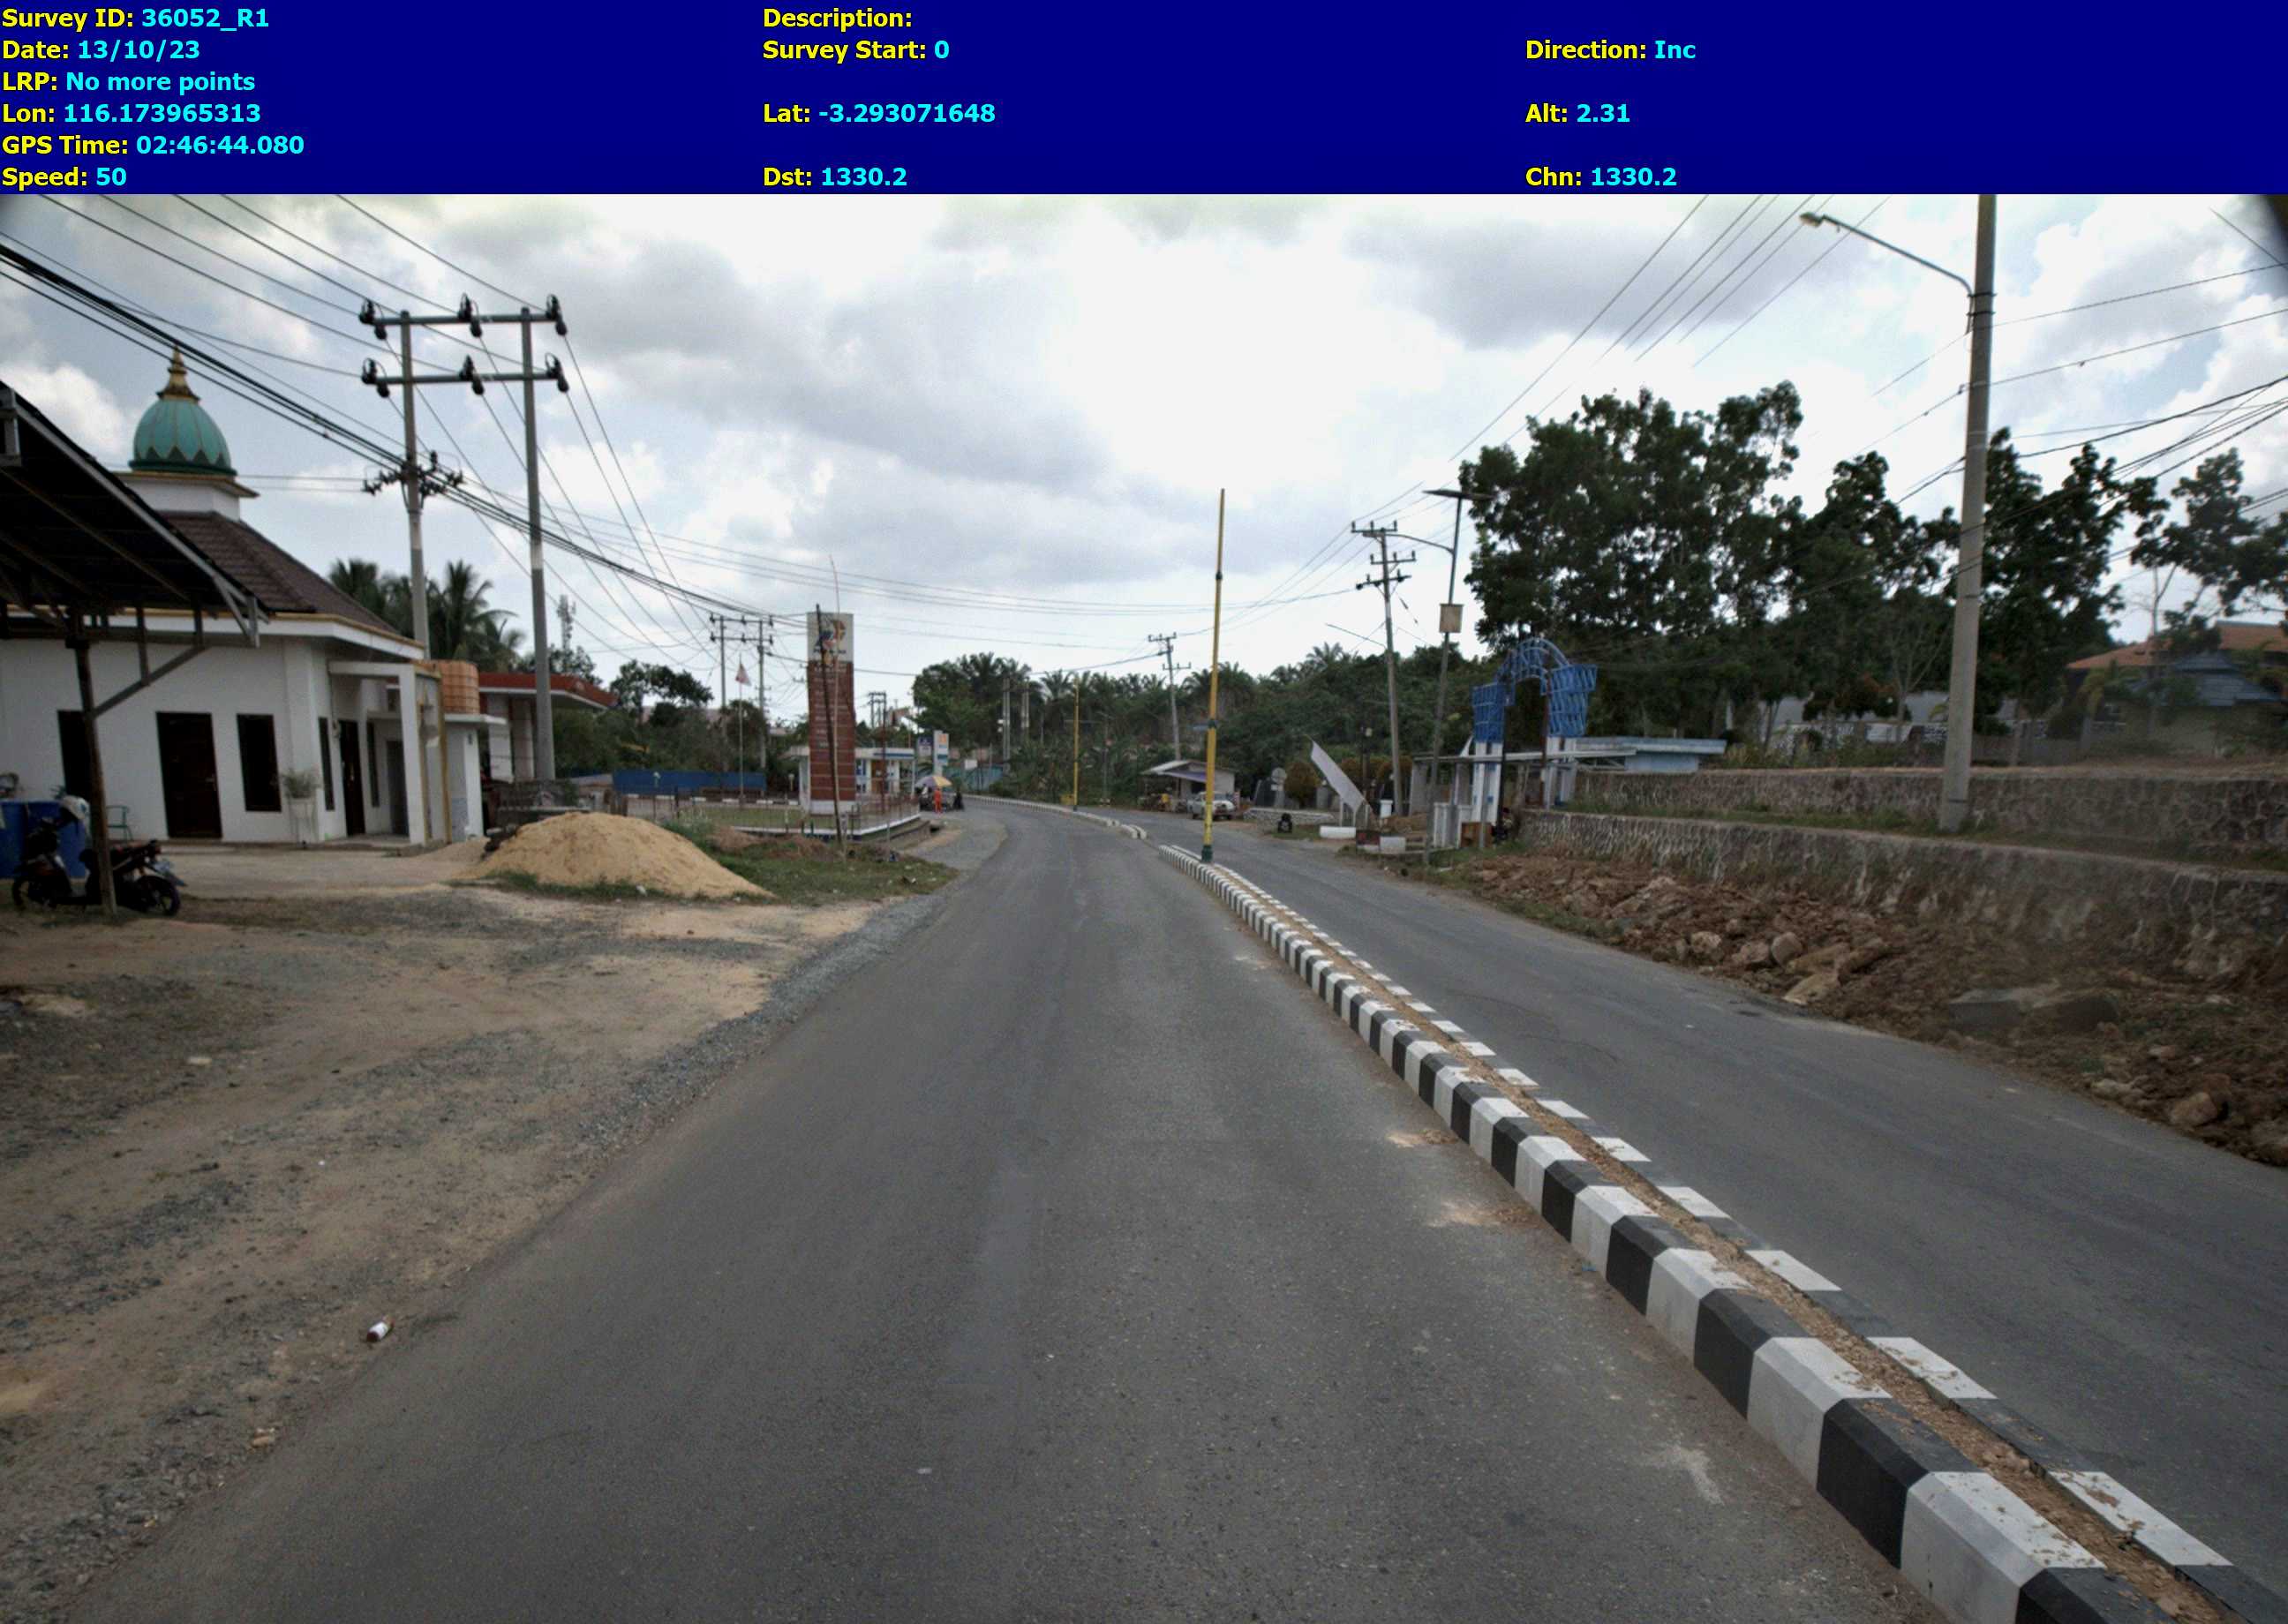 Survey ID: 36052_R1
Description:
Date: 13/10/23
Survey Start: 0
Direction: Inc
LRP: No more points
Lon: 116.173965313
Lat: -3.293071648
Alt: 2.31
GPS Time: 02:46:44.080
Speed: 50
Dst: 1330.2
Chn: 1330.2